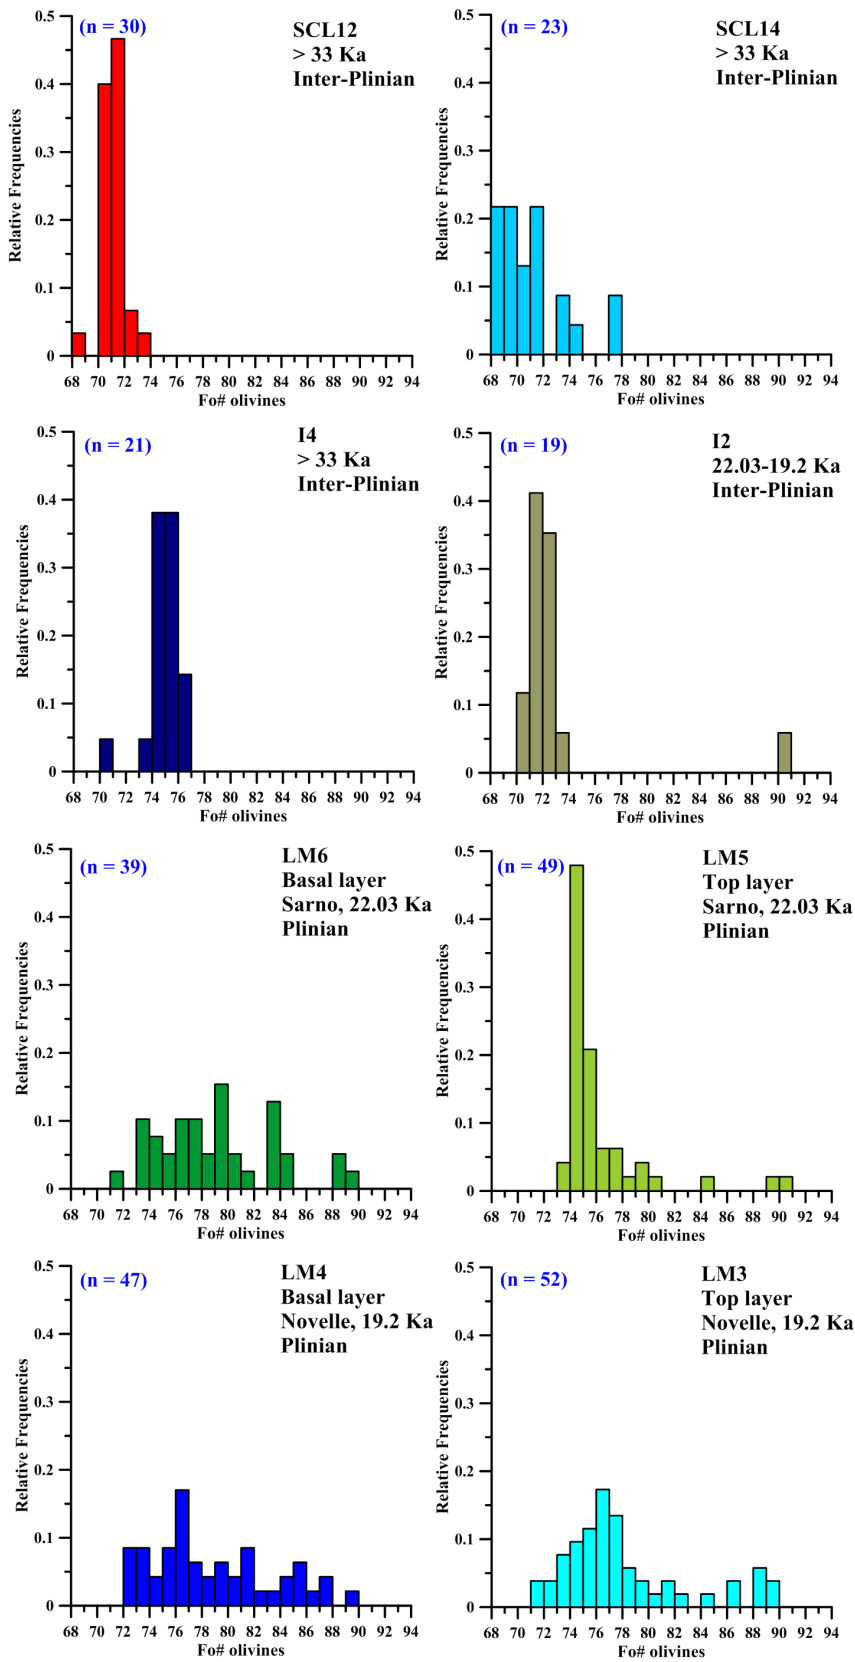 (n = 30)
SCL12
> 33 Ka
Inter-Plinian
Relative Frequencies
0.5
0.4
0.3
0.2
0.1
0
68 70 72 74 76 78 80 82 84 86 88 90 92 94
Fo# olivines
(n = 23)
SCL14
> 33 Ka
Inter-Plinian
Relative Frequencies
0.5
0.4
0.3
0.2
0.1
0
68 70 72 74 76 78 80 82 84 86 88 90 92 94
Fo# olivines
(n = 21)
I4
> 33 Ka
Inter-Plinian
Relative Frequencies
0.5
0.4
0.3
0.2
0.1
0
68 70 72 74 76 78 80 82 84 86 88 90 92 94
Fo# olivines
(n = 19)
I2
22.03-19.2 Ka
Inter-Plinian
Relative Frequencies
0.5
0.4
0.3
0.2
0.1
0
68 70 72 74 76 78 80 82 84 86 88 90 92 94
Fo# olivines
(n = 39)
LM6
Basal layer
Sarno, 22.03 Ka
Plinian
Relative Frequencies
0.5
0.4
0.3
0.2
0.1
0
68 70 72 74 76 78 80 82 84 86 88 90 92 94
Fo# olivines
(n = 49)
LM5
Top layer
Sarno, 22.03 Ka
Plinian
Relative Frequencies
0.5
0.4
0.3
0.2
0.1
0
68 70 72 74 76 78 80 82 84 86 88 90 92 94
Fo# olivines
(n = 47)
LM4
Basal layer
Novelle, 19.2 Ka
Plinian
Relative Frequencies
0.5
0.4
0.3
0.2
0.1
0
68 70 72 74 76 78 80 82 84 86 88 90 92 94
Fo# olivines
(n = 52)
LM3
Top layer
Novelle, 19.2 Ka
Plinian
Relative Frequencies
0.5
0.4
0.3
0.2
0.1
0
68 70 72 74 76 78 80 82 84 86 88 90 92 94
Fo# olivines